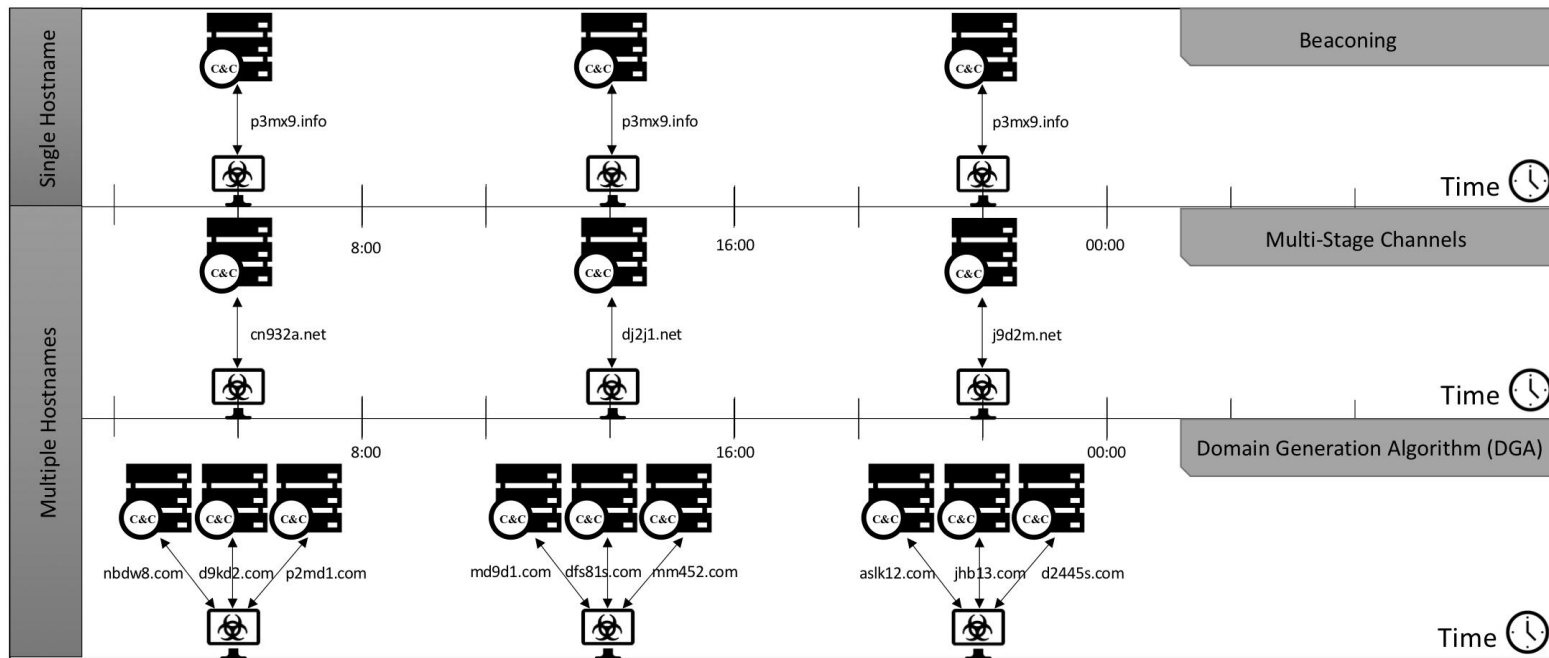 Single Hostname
Beaconing
C&C
C&C
C&C
p3mx9.info
p3mx9.info
p3mx9.info
Time
8:00
16:00
00:00
Multiple Hostnames
Multi-Stage Channels
C&C
C&C
C&C
cn932a.net
dj2j1.net
j9d2m.net
Time
8:00
16:00
00:00
Domain Generation Algorithm (DGA)
C&C
C&C
C&C
C&C
C&C
C&C
C&C
C&C
C&C
nbdw8.com
d9kd2.com
p2md1.com
md9d1.com
dfs81s.com
mm452.com
aslk12.com
jhb13.com
d2445s.com
Time